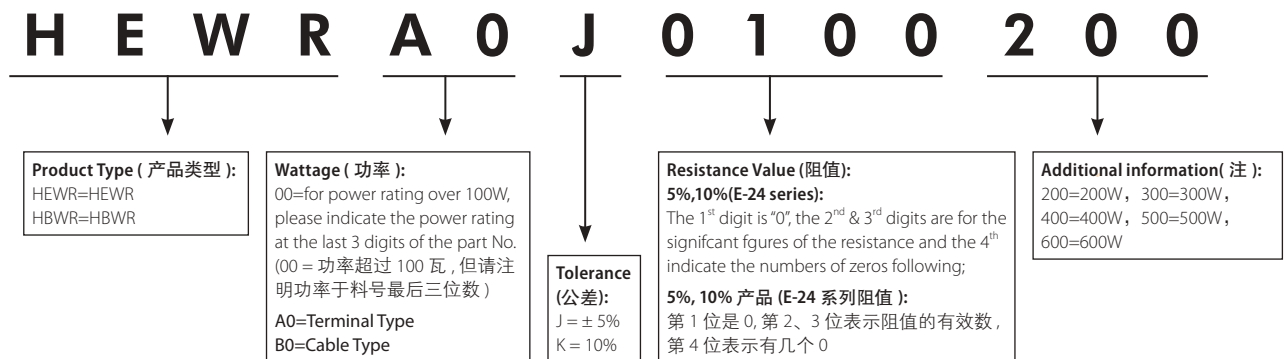 H E W R A 0 J 0 1 0 0 2 0 0
Product Type ( 产品类型 ):
HEWR=HEWR
HBWR=HBWR
Wattage ( 功率 ):
00=for power rating over 100W,
please indicate the power rating
at the last 3 digits of the part No.
(00 = 功率超过 100 瓦 , 但请注
明功率于料号最后三位数 )
A0=Terminal Type
B0=Cable Type
Tolerance
(公差):
J = ± 5%
K = 10%
Resistance Value (阻值):
5%,10%(E-24 series):
The 1st digit is "0", the 2nd & 3rd digits are for the
signifcant fgures of the resistance and the 4th
indicate the numbers of zeros following;
5%, 10% 产品 (E-24 系列阻值 ):
第 1 位是 0, 第 2、3 位表示阻值的有效数 ,
第 4 位表示有几个 0
Additional information( 注 ):
200=200W，300=300W，
400=400W，500=500W，
600=600W